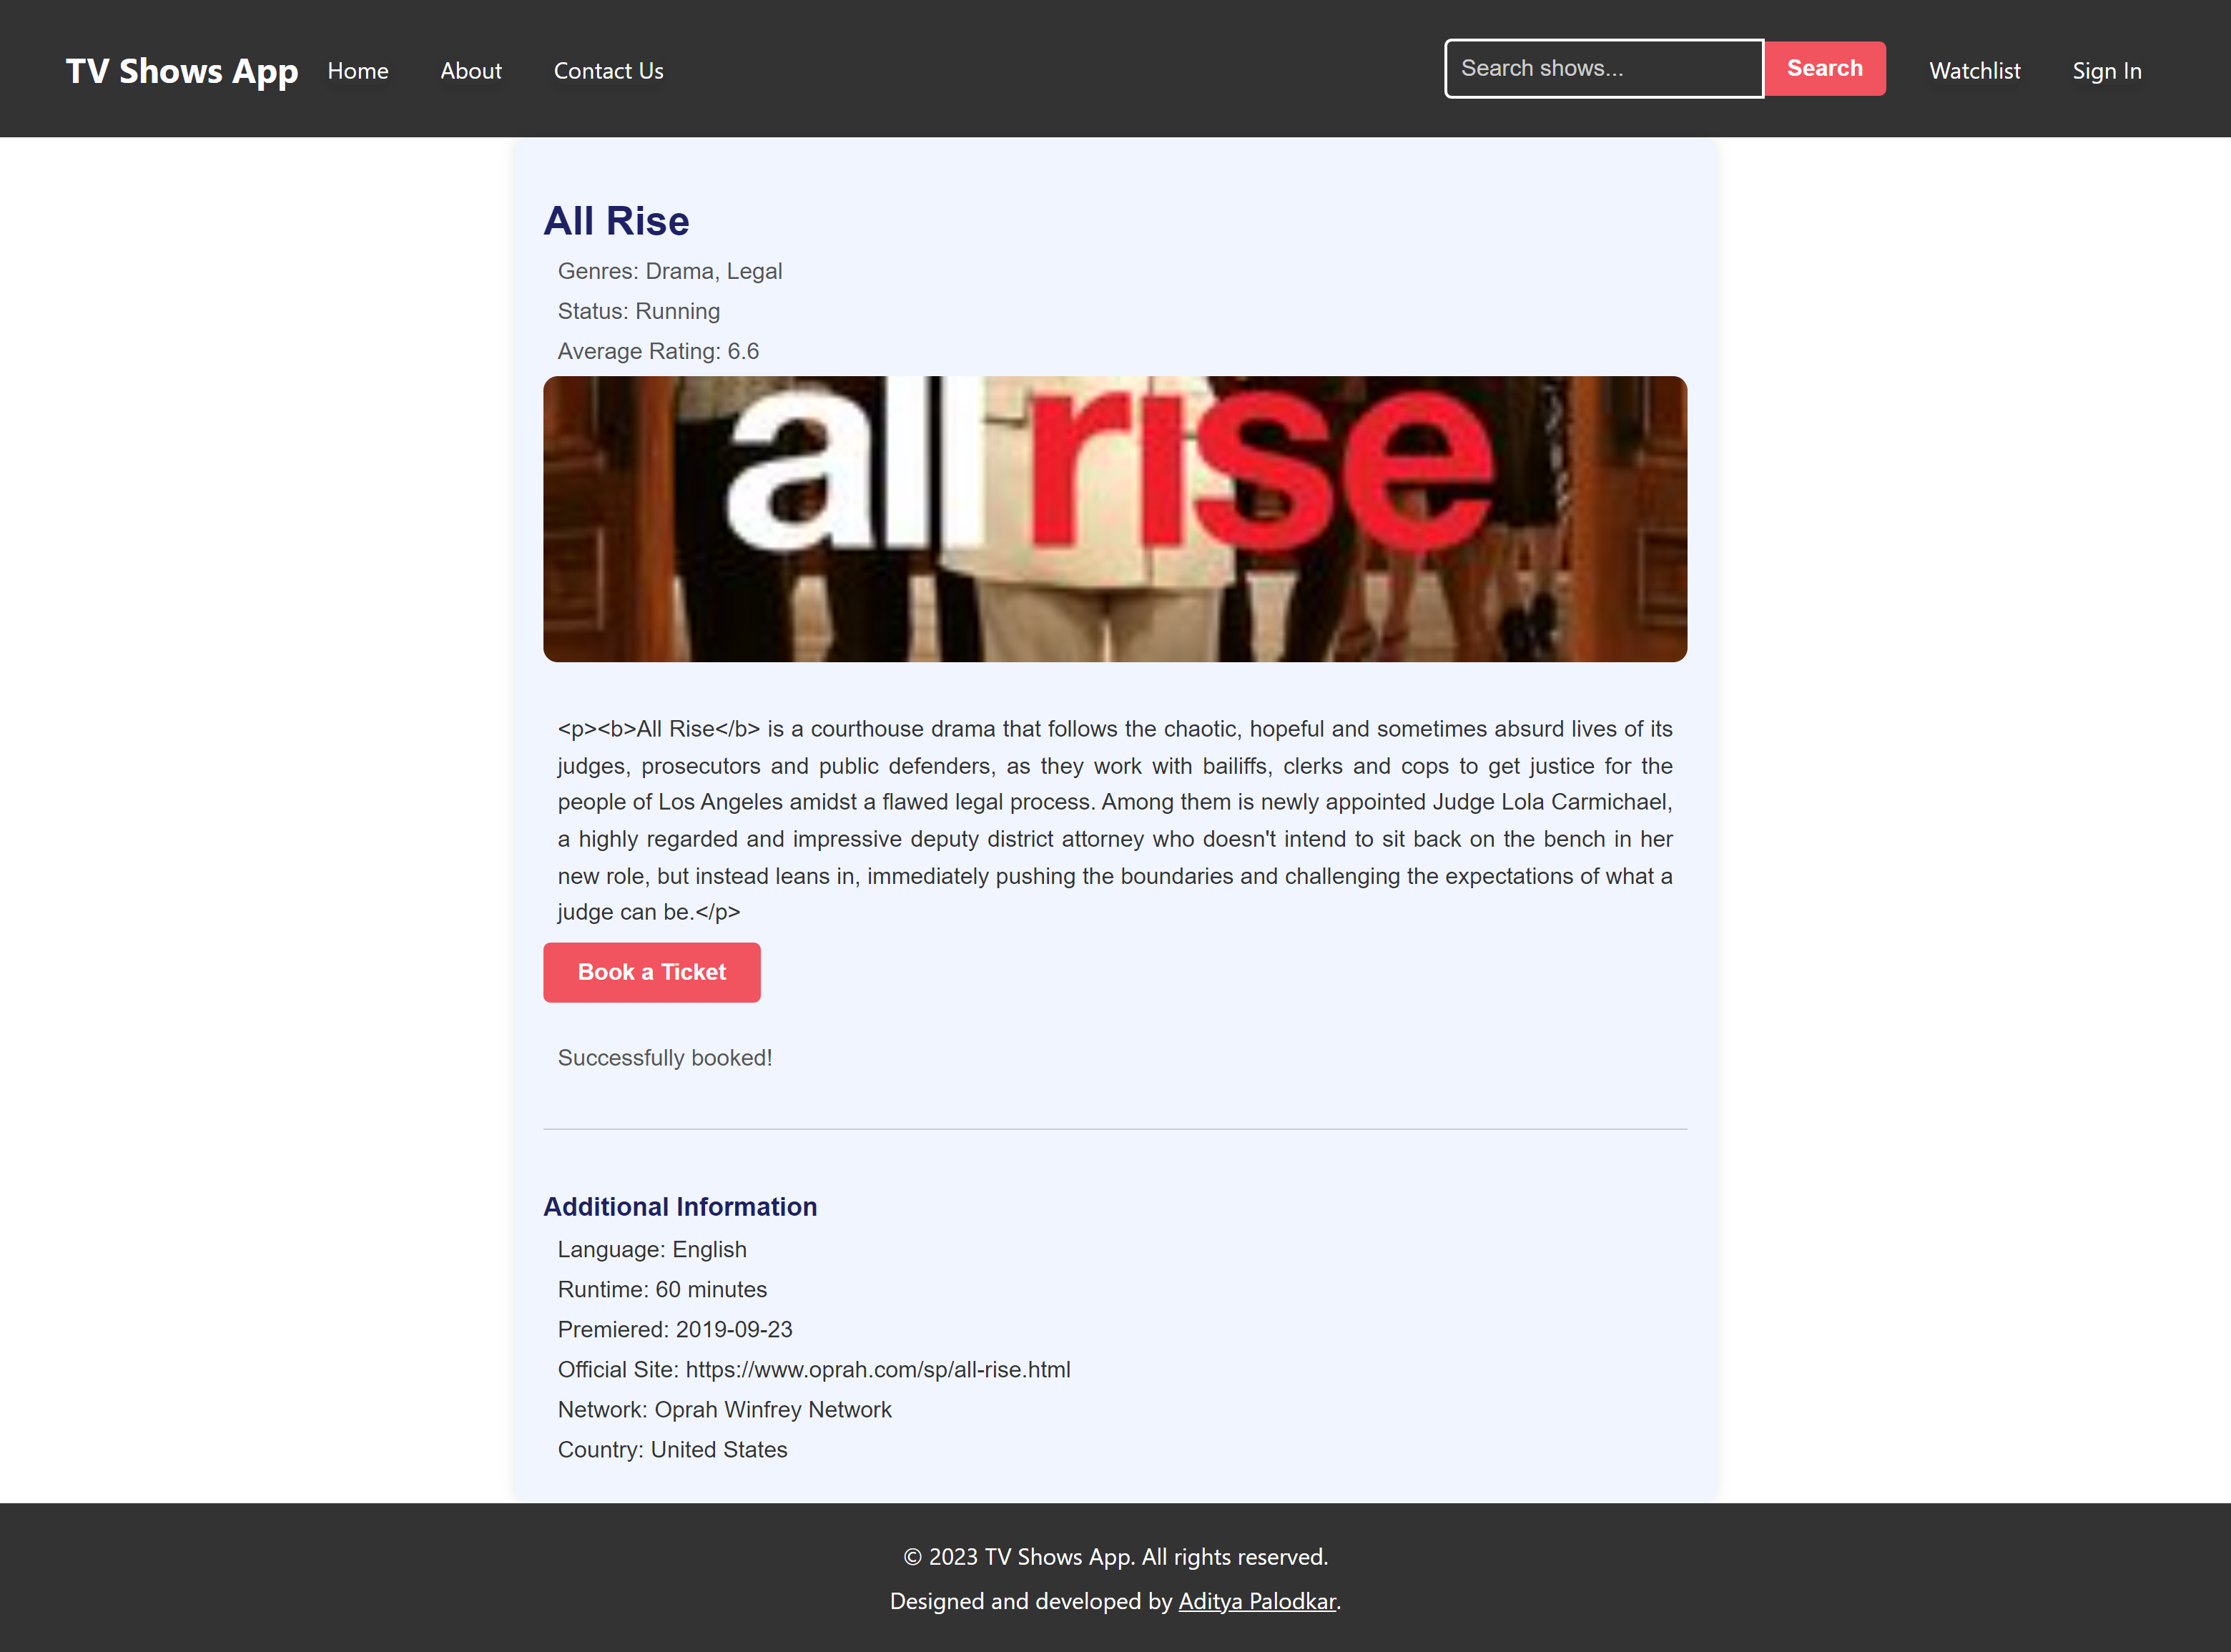 TV Shows App Home About Contact Us Search shows... Search Watchlist Sign In
All Rise
Genres: Drama, Legal
Status: Running
Average Rating: 6.6
all rise
<p><b>All Rise</b> is a courthouse drama that follows the chaotic, hopeful and sometimes absurd lives of its
judges, prosecutors and public defenders, as they work with bailiffs, clerks and cops to get justice for the
people of Los Angeles amidst a flawed legal process. Among them is newly appointed Judge Lola Carmichael,
a highly regarded and impressive deputy district attorney who doesn't intend to sit back on the bench in her
new role, but instead leans in, immediately pushing the boundaries and challenging the expectations of what a
judge can be.</p>
Book a Ticket
Successfully booked!
Additional Information
Language: English
Runtime: 60 minutes
Premiered: 2019-09-23
Official Site: https://www.oprah.com/sp/all-rise.html
Network: Oprah Winfrey Network
Country: United States
© 2023 TV Shows App. All rights reserved.
Designed and developed by Aditya Palodkar.